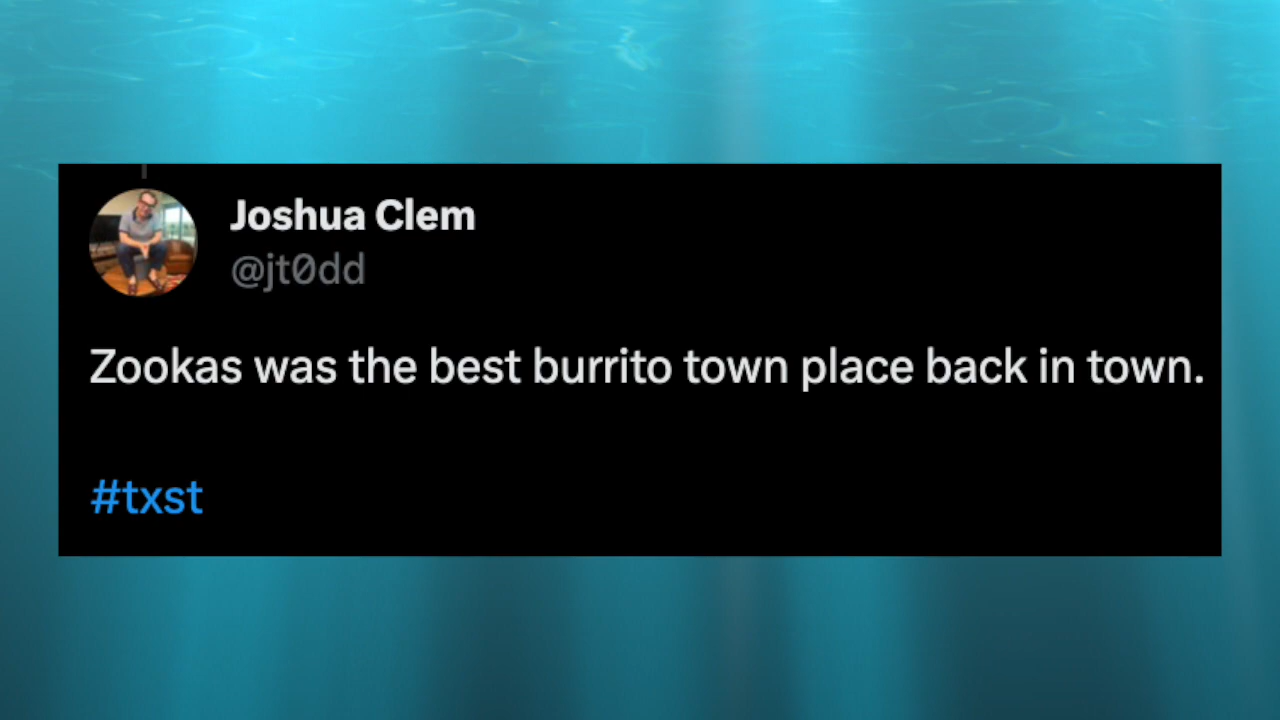 Joshua Clem
@jt0dd
Zookas was the best burrito town place back in town.
#txst